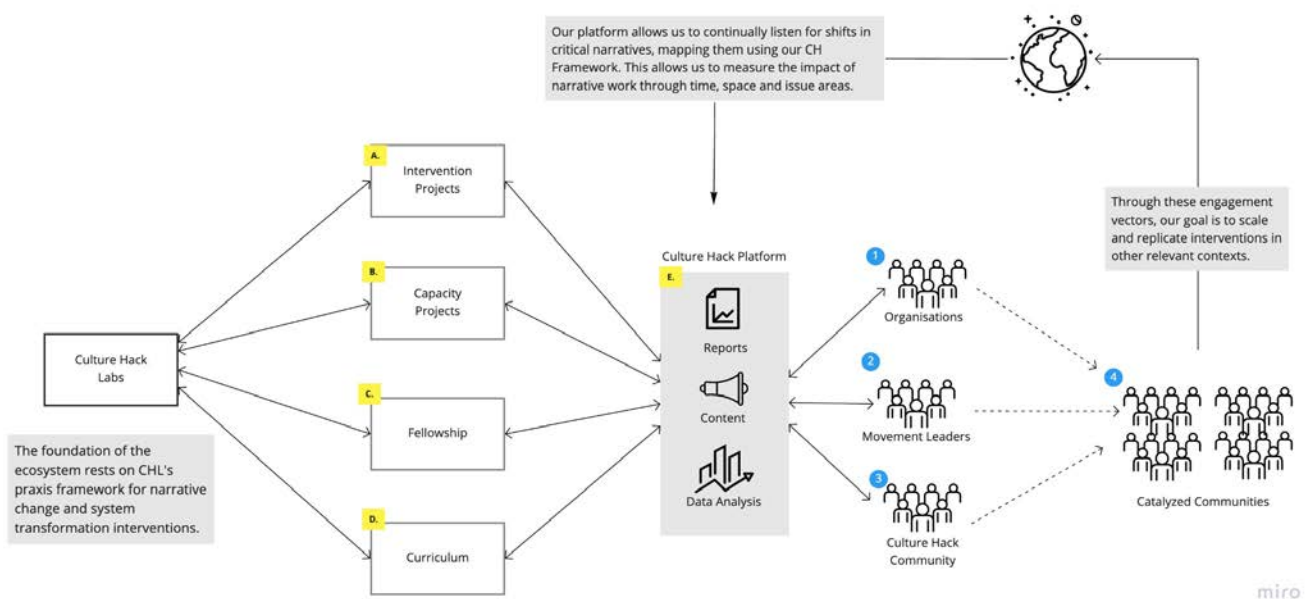 Our platform allows us to continually listen for shifts in
critical narratives, mapping them using our CH
Framework. This allows us to measure the impact of
narrative work through time, space and issue areas.
A.
Intervention
Projects
B.
Capacity
Projects
C.
Fellowship
D.
Curriculum
Culture Hack
Labs
The foundation of the
ecosystem rests on CHL's
praxis framework for narrative
change and system
transformation interventions.
Culture Hack Platform
E.
Reports
Content
Data Analysis
1
Organisations
2
Movement Leaders
3
Culture Hack
Community
Through these engagement
vectors, our goal is to scale
and replicate interventions in
other relevant contexts.
4
Catalyzed Communities
miro